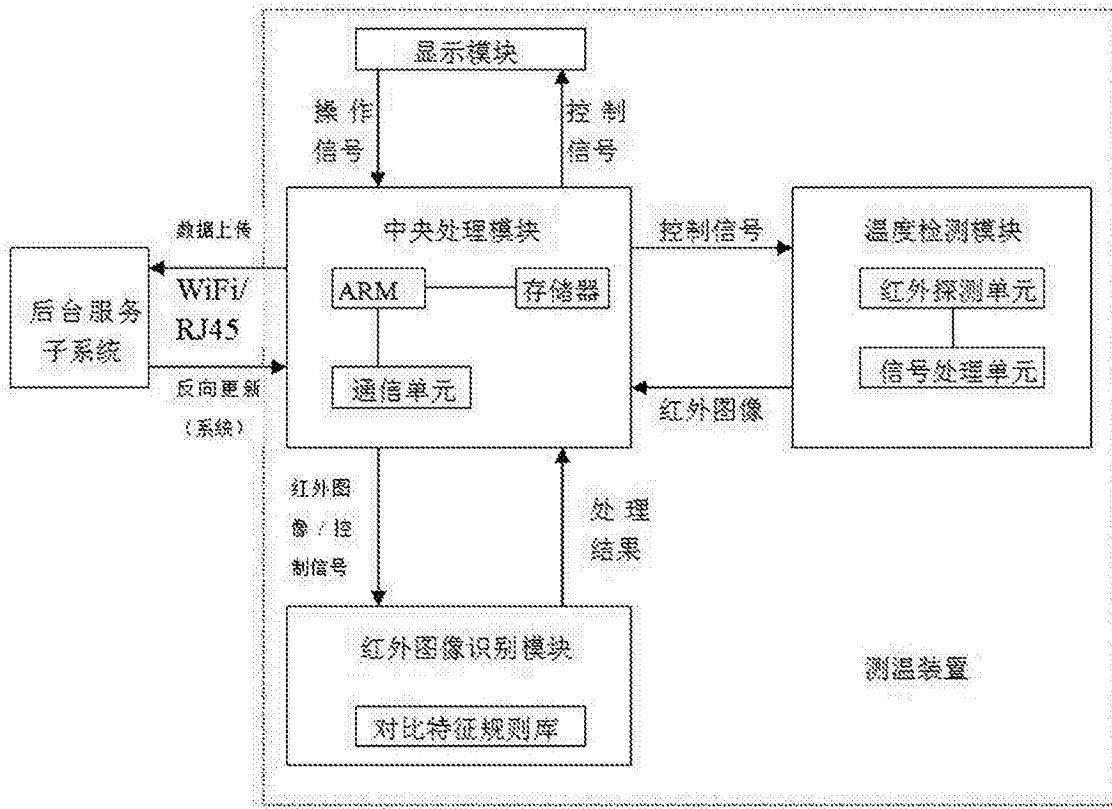 显示模块
操作
信号
控制
信号
数据上传
WiFi/
RJ45
反向更新
（系统）
后台服务
子系统
中央处理模块
ARM
存储器
通信单元
控制信号
红外图像
温度检测模块
红外探测单元
信号处理单元
红外图
像/控
制信号
处理
结果
红外图像识别模块
对比特征规则库
测温装置